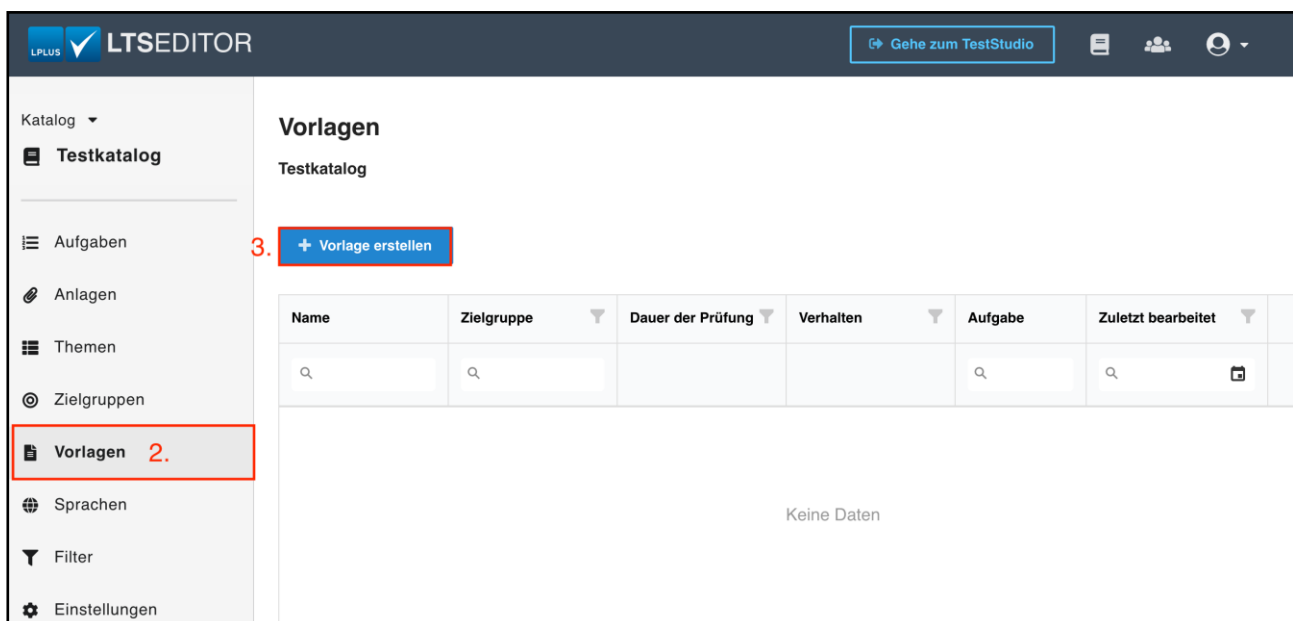 LPLUS LTSEDITOR
Gehe zum TestStudio
Katalog
Testkatalog
Aufgaben
Anlagen
Themen
Zielgruppen
Vorlagen 2.
Sprachen
Filter
Einstellungen
Vorlagen
Testkatalog
3. + Vorlage erstellen
Name Zielgruppe Dauer der Prüfung Verhalten Aufgabe Zuletzt bearbeitet
Keine Daten